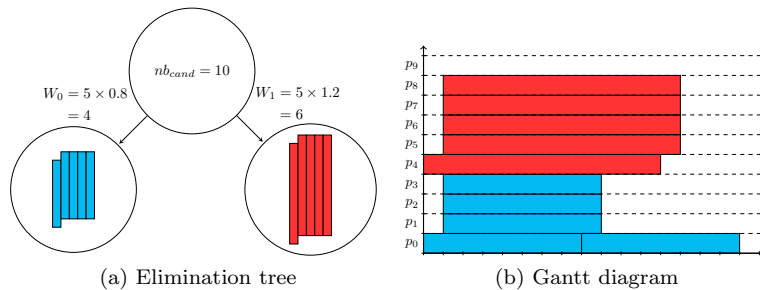 nb_cand = 10
W_0 = 5 × 0.8
= 4
W_1 = 5 × 1.2
= 6
(a) Elimination tree
p_9
p_8
p_7
p_6
p_5
p_4
p_3
p_2
p_1
p_0
(b) Gantt diagram